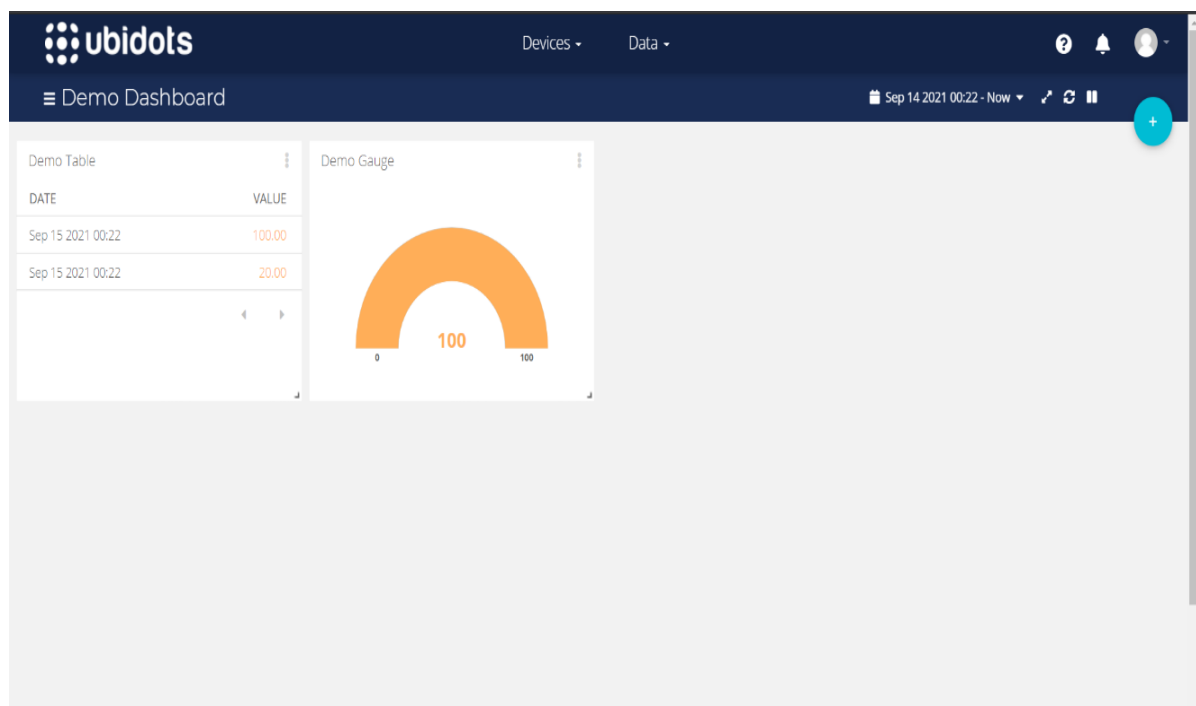 ubidots Devices Data
Demo Dashboard Sep 14 2021 00:22 - Now
+
Demo Table
DATE VALUE
Sep 15 2021 00:22 100.00
Sep 15 2021 00:22 20.00
Demo Gauge
100
0 100